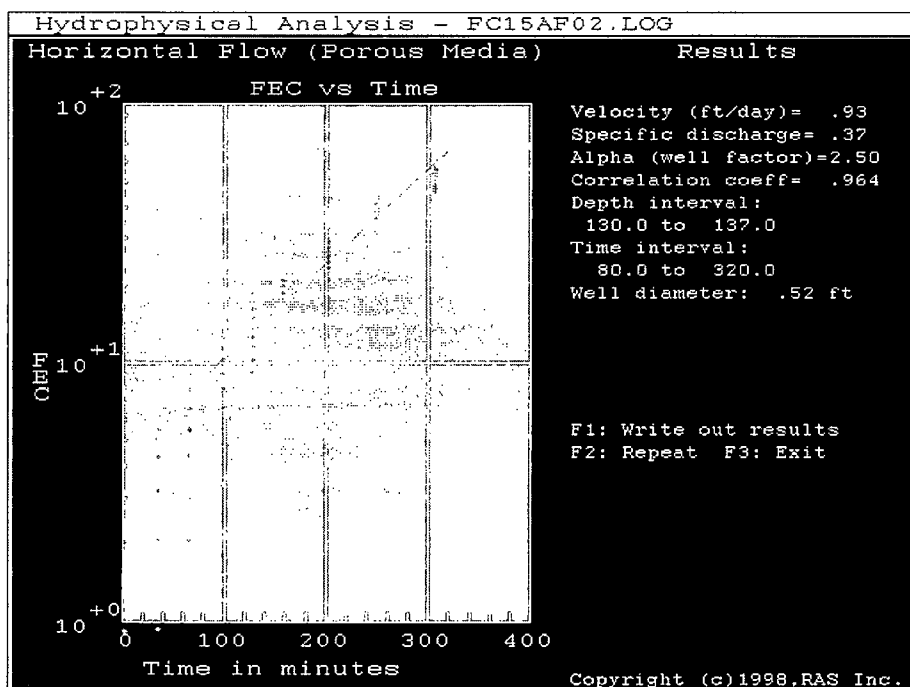 Hydrophysical Analysis - FC15AF02.LOG
Horizontal Flow (Porous Media)
Results
FEC vs Time
10+2
10+1
10+0
FEC
0 100 200 300 400
Time in minutes
Velocity (ft/day)= .93
Specific discharge= .37
Alpha (well factor)=2.50
Correlation coeff= .964
Depth interval:
130.0 to 137.0
Time interval:
80.0 to 320.0
Well diameter: .52 ft
F1: Write out results
F2: Repeat F3: Exit
Copyright (c)1998,RAS Inc.